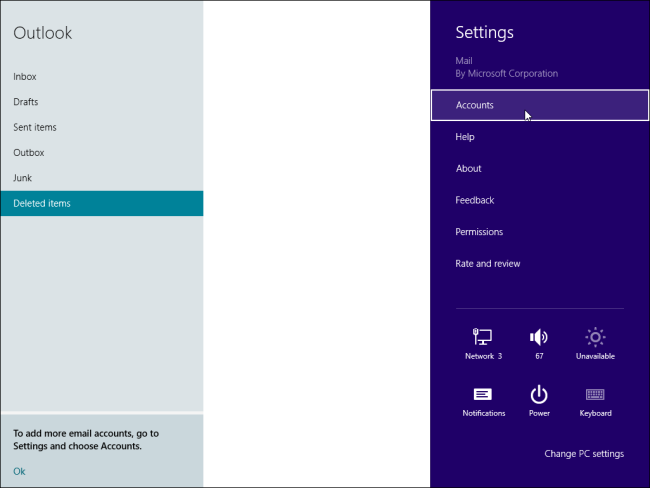 Outlook
Inbox
Drafts
Sent items
Outbox
Junk
Deleted items
To add more email accounts, go to
Settings and choose Accounts.
Ok
Settings
Mail
By Microsoft Corporation
Accounts
Help
About
Feedback
Permissions
Rate and review
Network 3
67
Unavailable
Notifications
Power
Keyboard
Change PC settings